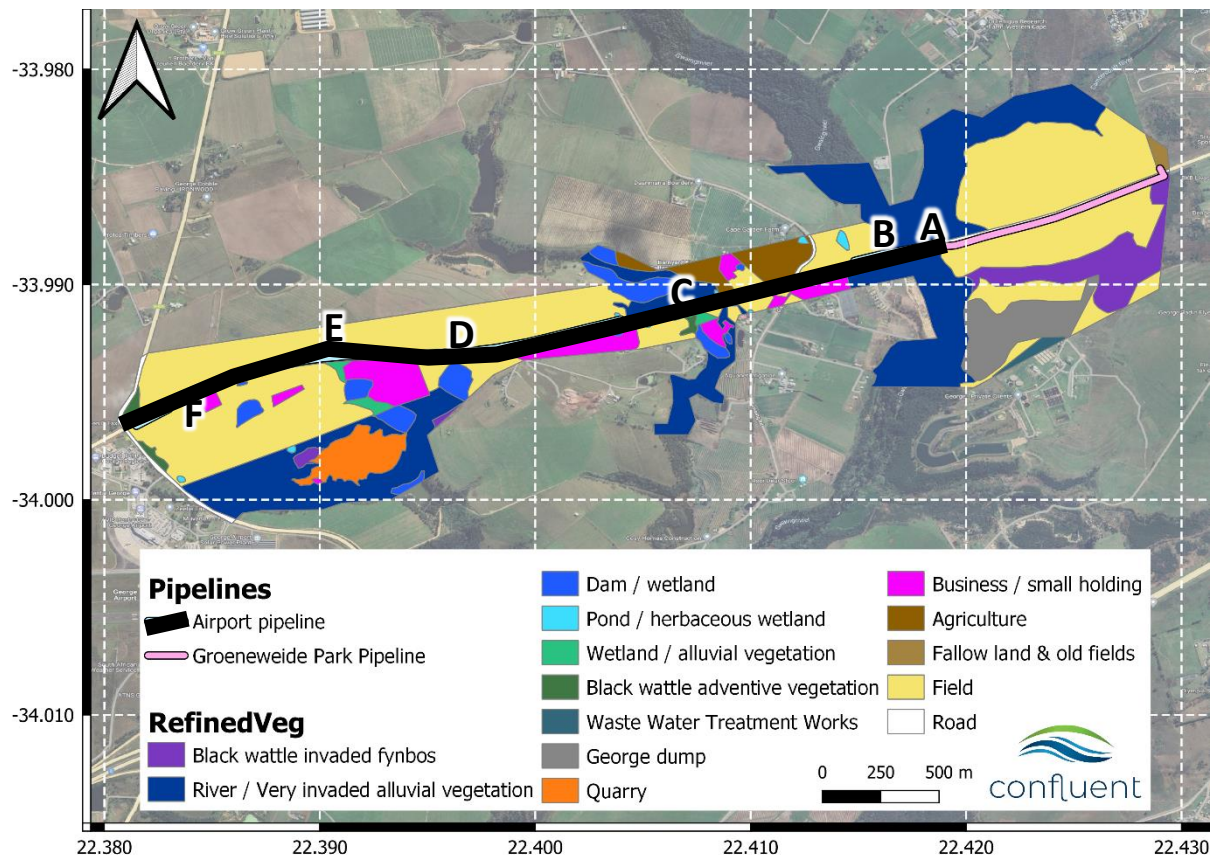 -33.980
-33.990
-34.000
-34.010
22.380
22.390
22.400
22.410
22.420
22.430
A
B
C
D
E
F
Pipelines
Airport pipeline
Groeneweide Park Pipeline
RefinedVeg
Black wattle invaded fynbos
River / Very invaded alluvial vegetation
Dam / wetland
Pond / herbaceous wetland
Wetland / alluvial vegetation
Black wattle adventive vegetation
Waste Water Treatment Works
George dump
Quarry
Business / small holding
Agriculture
Fallow land & old fields
Field
Road
0 250 500 m
confluent